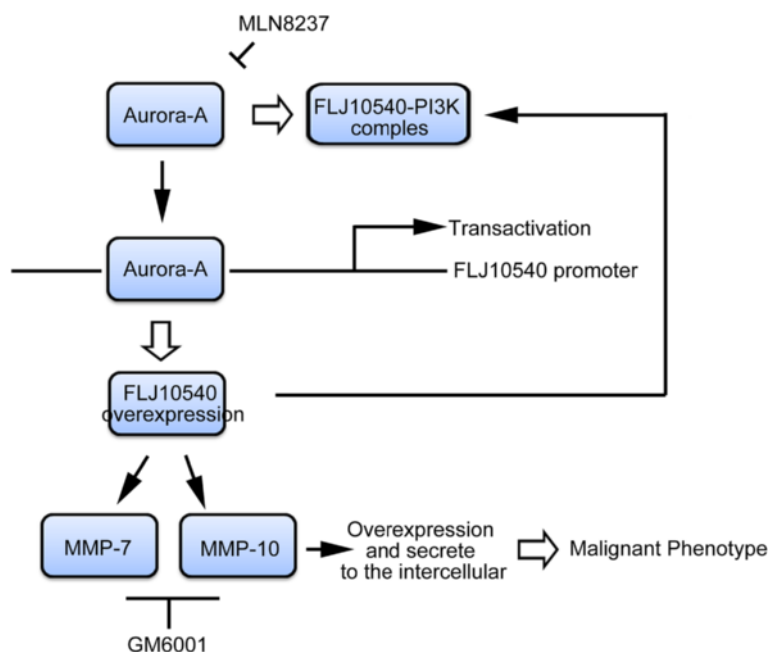 MLN8237
Aurora-A
FLJ10540-PI3K
comples
Transactivation
Aurora-A
FLJ10540 promoter
FLJ10540
overexpression
MMP-7
MMP-10
Overexpression
and secrete
to the intercellular
Malignant Phenotype
GM6001